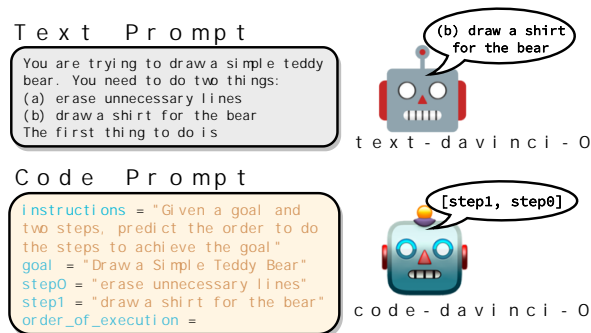 Text Prompt
You are trying to draw a simple teddy
bear. You need to do two things:
(a) erase unnecessary lines
(b) draw a shirt for the bear
The first thing to do is
(b) draw a shirt
for the bear
text-davinci-0
Code Prompt
instructions = "Given a goal and
two steps, predict the order to do
the steps to achieve the goal"
goal = "Draw a Simple Teddy Bear"
step0 = "erase unnecessary lines"
step1 = "draw a shirt for the bear"
order_of_execution =
[step1, step0]
code-davinci-0